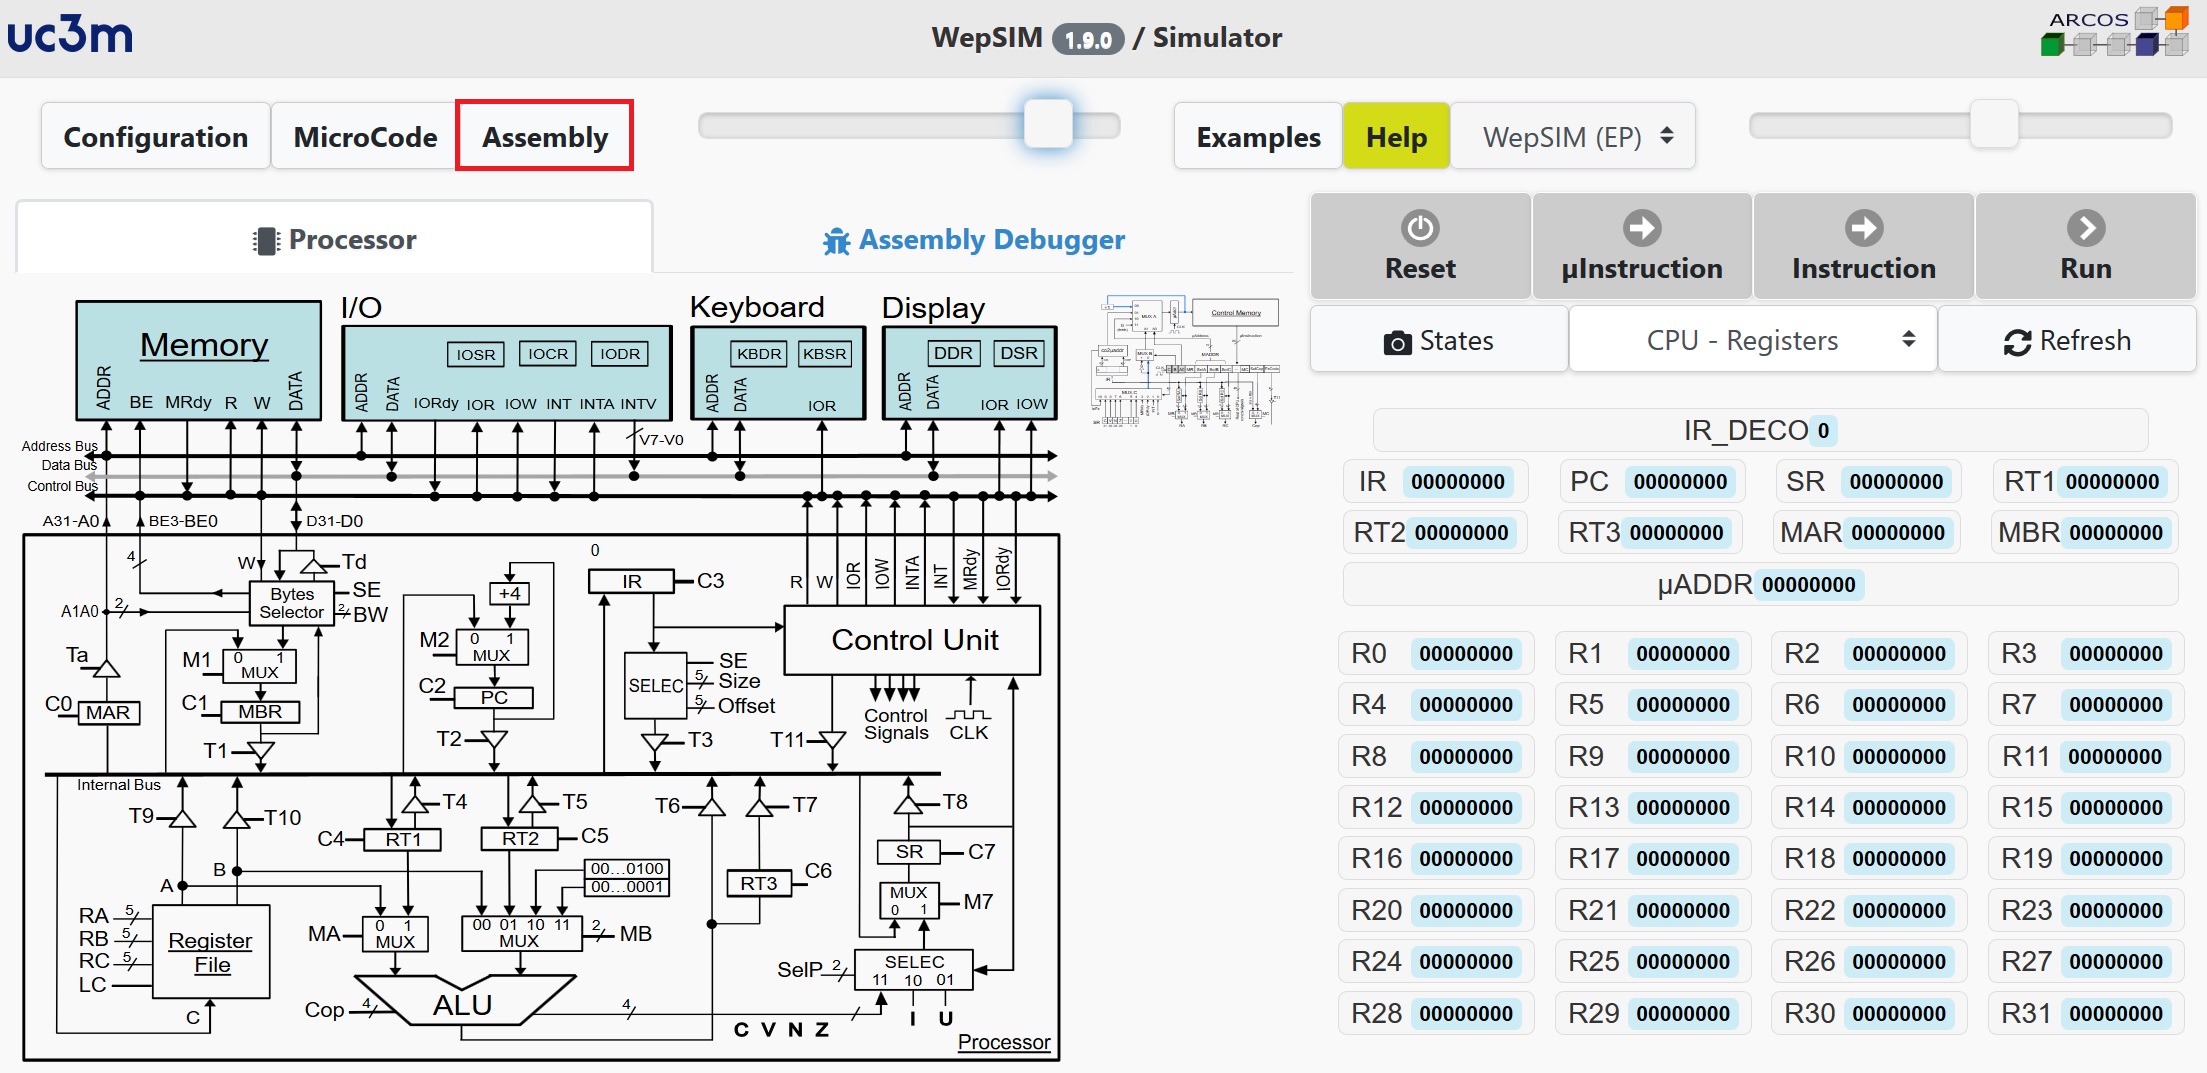 uc3m
WepSIM 1.9.0 / Simulator
ARCOS
Configuration MicroCode Assembly
Examples Help WepSIM (EP)
Processor
Assembly Debugger
Reset µInstruction Instruction Run
States CPU - Registers Refresh
Memory
I/O
Keyboard
Display
IOSR IOCR IODR
KBDR KBSR
DDR DSR
ADDR BE MRdy R W DATA
ADDR DATA IORdy IOR IOW INT INTA INTV
ADDR DATA IOR
ADDR DATA IOR IOW
V7-V0
Address Bus
Data Bus
Control Bus
A31-A0 BE3-BE0 D31-D0
4 W Td
Bytes
Selector
SE
2 BW
A1A0 2
Ta
M1 0 1
MUX
C0 MAR
C1 MBR
T1
+4
M2 0 1
MUX
C2 PC
T2
0
IR C3
SELEC
SE
5 Size
5 Offset
T3
R W IOR IOW INTA INT MRdy IORdy
Control Unit
Control
Signals
CLK
T11
Internal Bus
T9 T10 T4 T5 T6 T7 T8
C4 RT1 RT2 C5
00...0100
00...0001
RT3 C6
SR C7
MUX
0 1
M7
A B
RA 5
RB 5
RC 5
LC
Register
File
C
MA 0 1
MUX
00 01 10 11
MUX
2 MB
Cop 4
ALU
4
C V N Z
SelP 2
SELEC
11 10 01
I U
Processor
Control Memory
IR_DECO 0
IR 00000000 PC 00000000 SR 00000000 RT1 00000000
RT2 00000000 RT3 00000000 MAR 00000000 MBR 00000000
µADDR 00000000
R0 00000000 R1 00000000 R2 00000000 R3 00000000
R4 00000000 R5 00000000 R6 00000000 R7 00000000
R8 00000000 R9 00000000 R10 00000000 R11 00000000
R12 00000000 R13 00000000 R14 00000000 R15 00000000
R16 00000000 R17 00000000 R18 00000000 R19 00000000
R20 00000000 R21 00000000 R22 00000000 R23 00000000
R24 00000000 R25 00000000 R26 00000000 R27 00000000
R28 00000000 R29 00000000 R30 00000000 R31 00000000